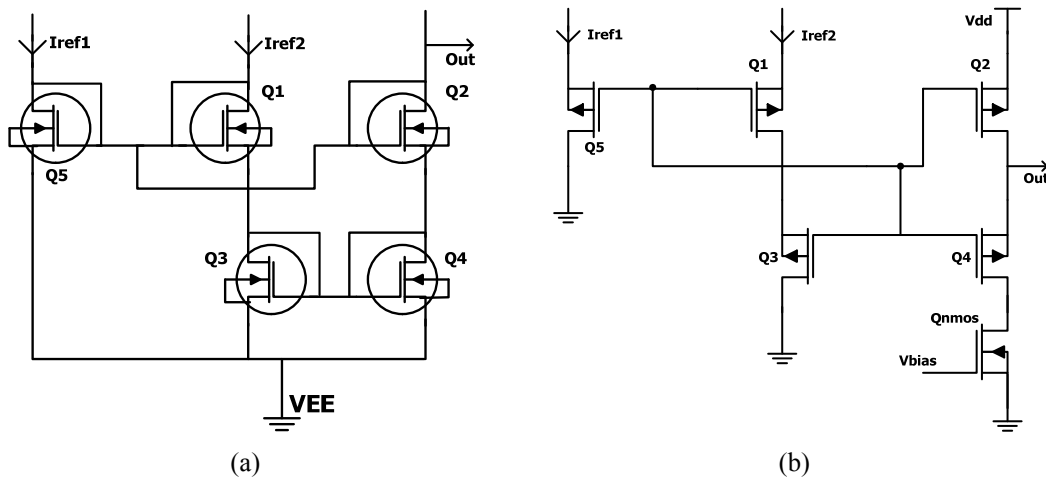 Iref1
Iref2
Out
Q1
Q2
Q5
Q3
Q4
VEE
(a)
Iref1
Iref2
Vdd
Q1
Q2
Q5
Out
Q3
Q4
Qnmos
Vbias
(b)